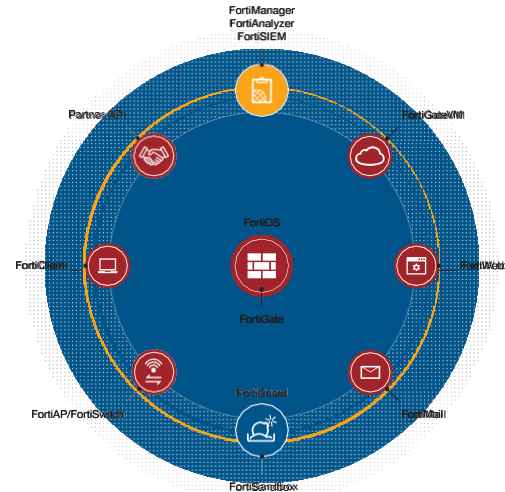 FortiManager
FortiAnalyzer
FortiSIEM
Partner API
FortiGateVM
FortiOS
FortiClient
FortiWeb
FortiGate
FortiGuard
FortiAP/FortiSwitch
FortiMail
FortiSandbox